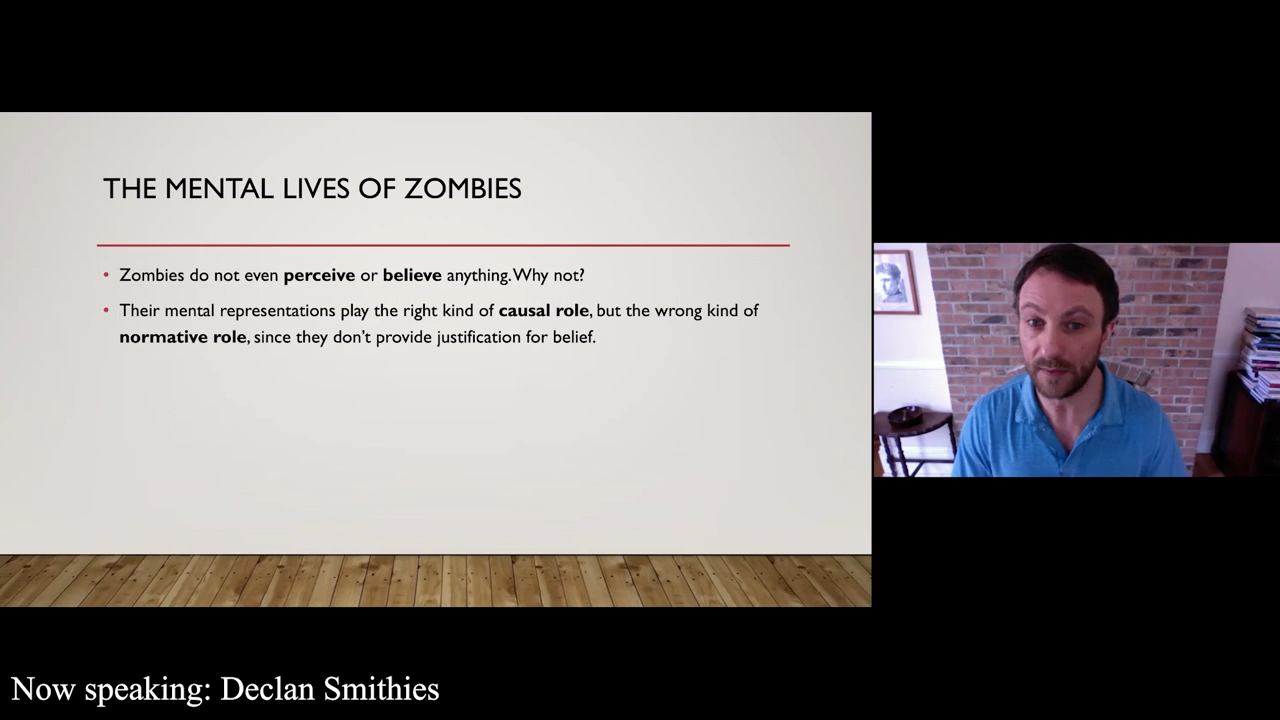 THE MENTAL LIVES OF ZOMBIES
• Zombies do not even perceive or believe anything. Why not?
• Their mental representations play the right kind of causal role, but the wrong kind of
normative role, since they don’t provide justification for belief.
Now speaking: Declan Smithies